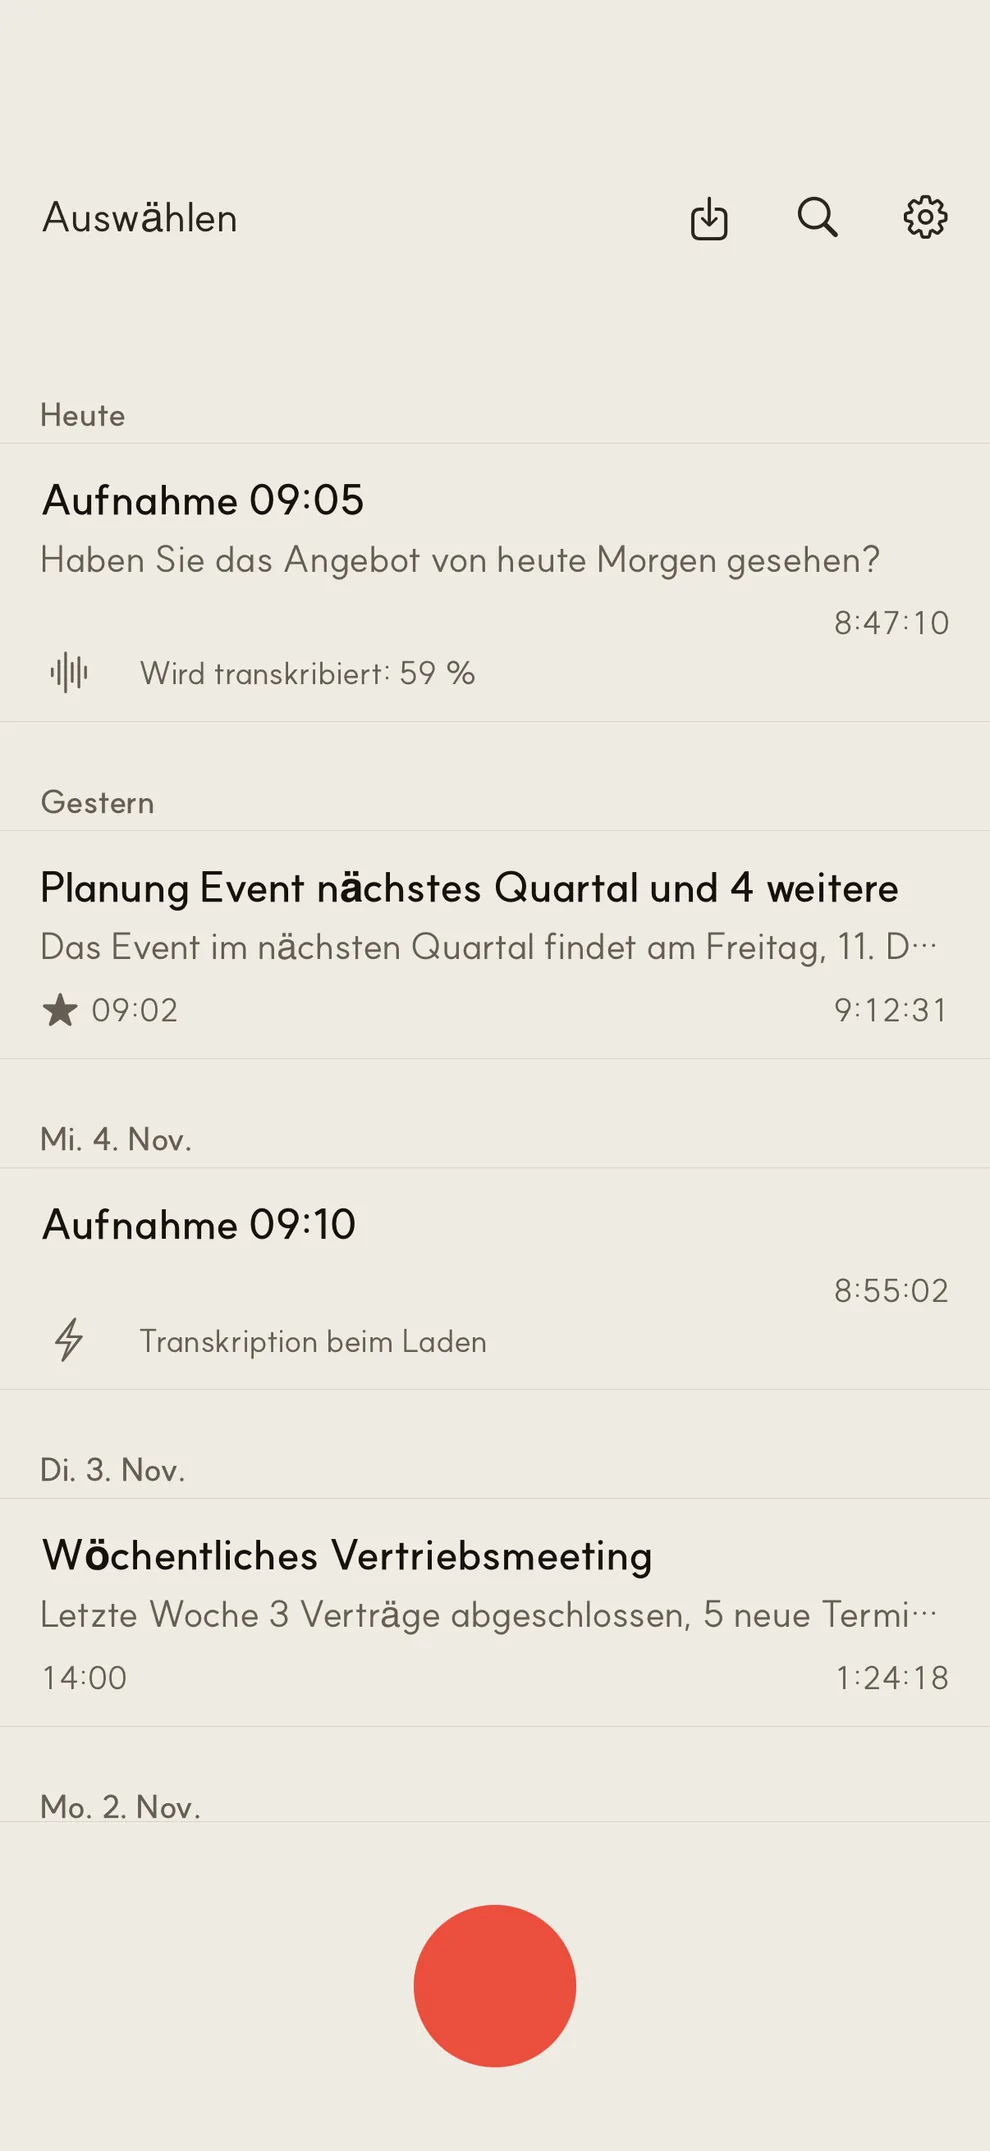 Auswählen
Heute
Aufnahme 09:05
Haben Sie das Angebot von heute Morgen gesehen?
8:47:10
Wird transkribiert: 59 %
Gestern
Planung Event nächstes Quartal und 4 weitere
Das Event im nächsten Quartal findet am Freitag, 11. D…
09:02 9:12:31
Mi. 4. Nov.
Aufnahme 09:10
8:55:02
Transkription beim Laden
Di. 3. Nov.
Wöchentliches Vertriebsmeeting
Letzte Woche 3 Verträge abgeschlossen, 5 neue Termi…
14:00 1:24:18
Mo. 2. Nov.